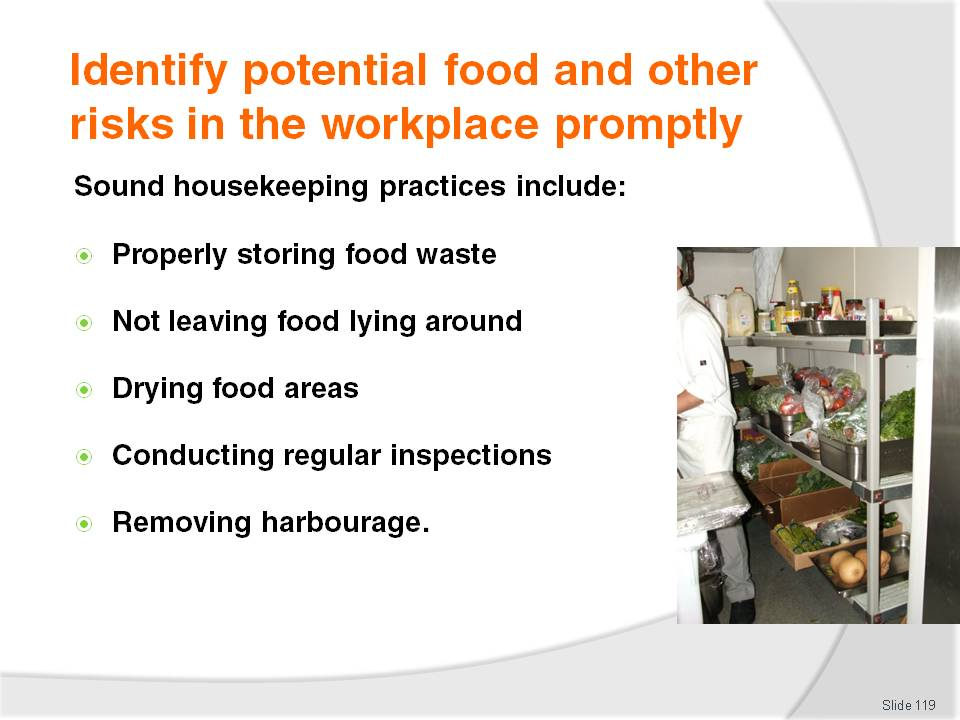 Identify potential food and other
risks in the workplace promptly
Sound housekeeping practices include:
Properly storing food waste
Not leaving food lying around
Drying food areas
Conducting regular inspections
Removing harbourage.
Slide 119